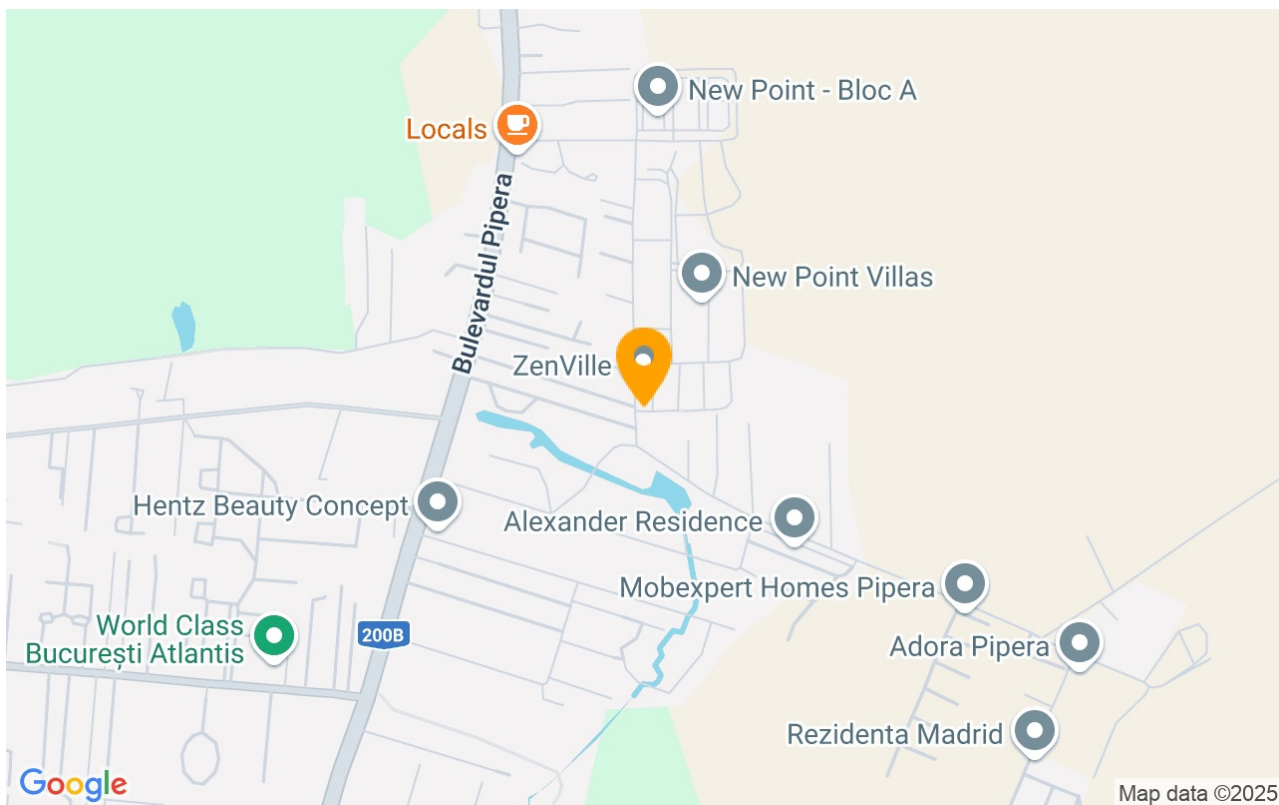 New Point - Bloc A
Locals
Bulevardul Pipera
New Point Villas
ZenVille
Hentz Beauty Concept
Alexander Residence
Mobexpert Homes Pipera
World Class
București Atlantis
200B
Adora Pipera
Rezidenta Madrid
Google
Map data ©2025